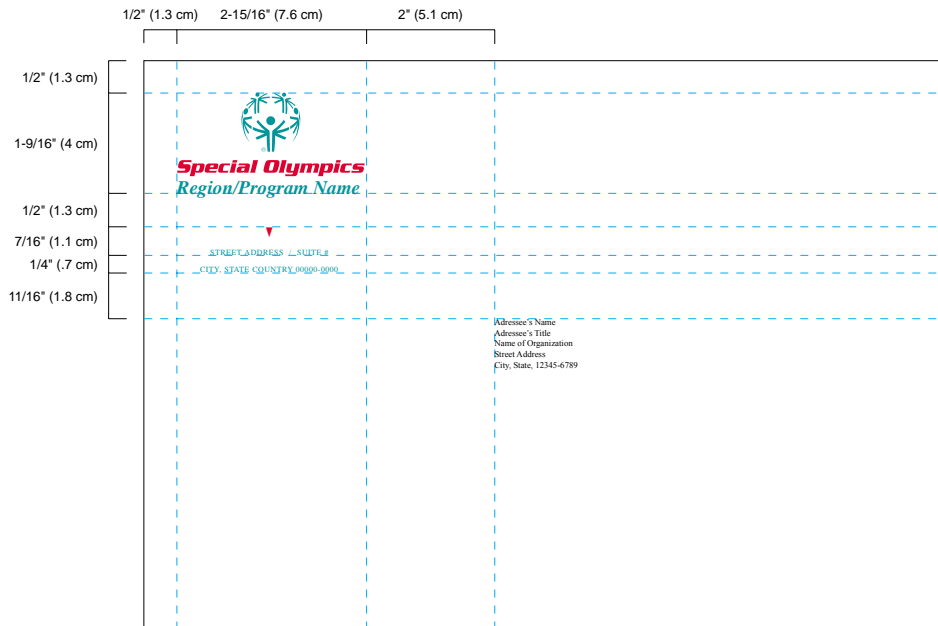 1/2" (1.3 cm) 2-15/16" (7.6 cm) 2" (5.1 cm)
1/2" (1.3 cm)
1-9/16" (4 cm)
®
Special Olympics
Region/Program Name
1/2" (1.3 cm)
7/16" (1.1 cm)
STREET ADDRESS / SUITE #
1/4" (.7 cm)
CITY, STATE COUNTRY 00000-0000
11/16" (1.8 cm)
Adressee's Name
Adressee's Title
Name of Organization
Street Address
City, State, 12345-6789